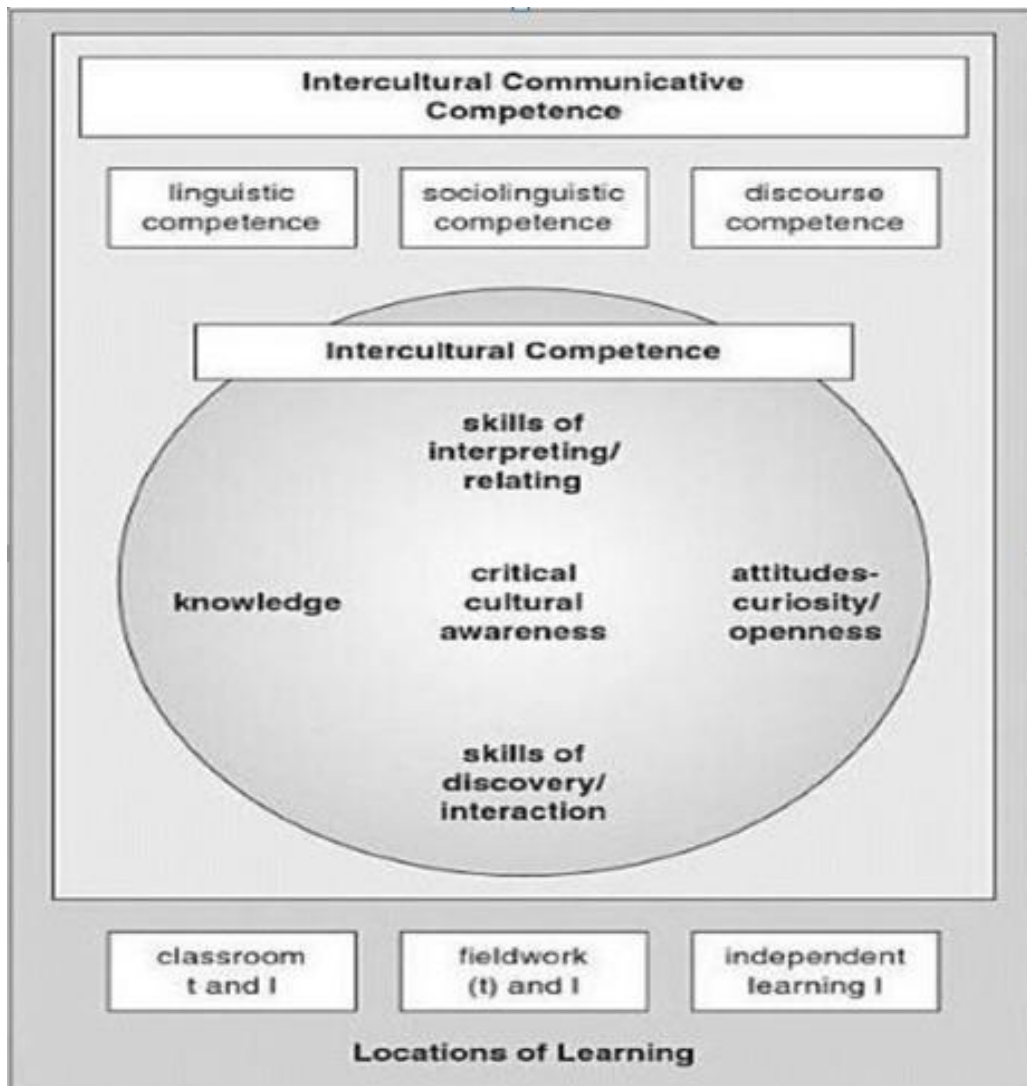 Intercultural Communicative
Competence
linguistic
competence
sociolinguistic
competence
discourse
competence
Intercultural Competence
skills of
interpreting/
relating
knowledge
critical
cultural
awareness
attitudes-
curiosity/
openness
skills of
discovery/
interaction
classroom
t and l
fieldwork
(t) and l
independent
learning l
Locations of Learning